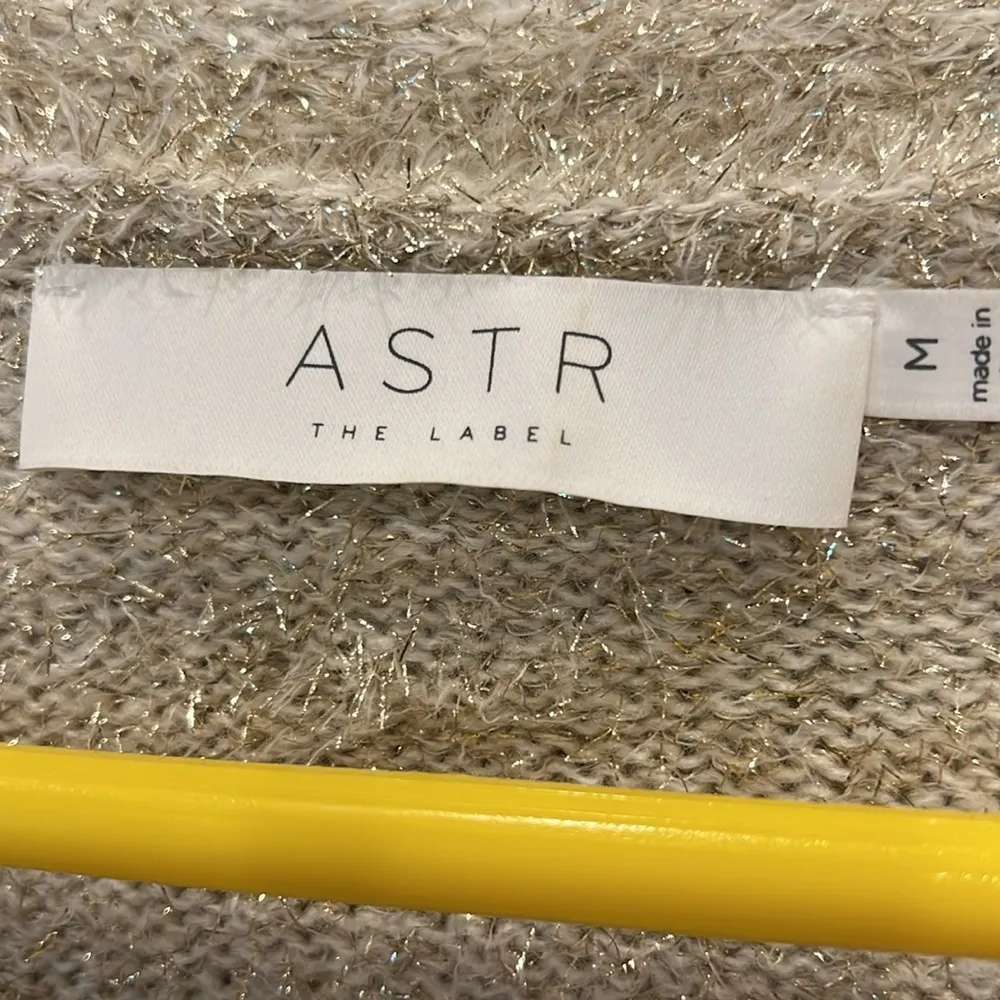 ASTR
THE LABEL
M
made in